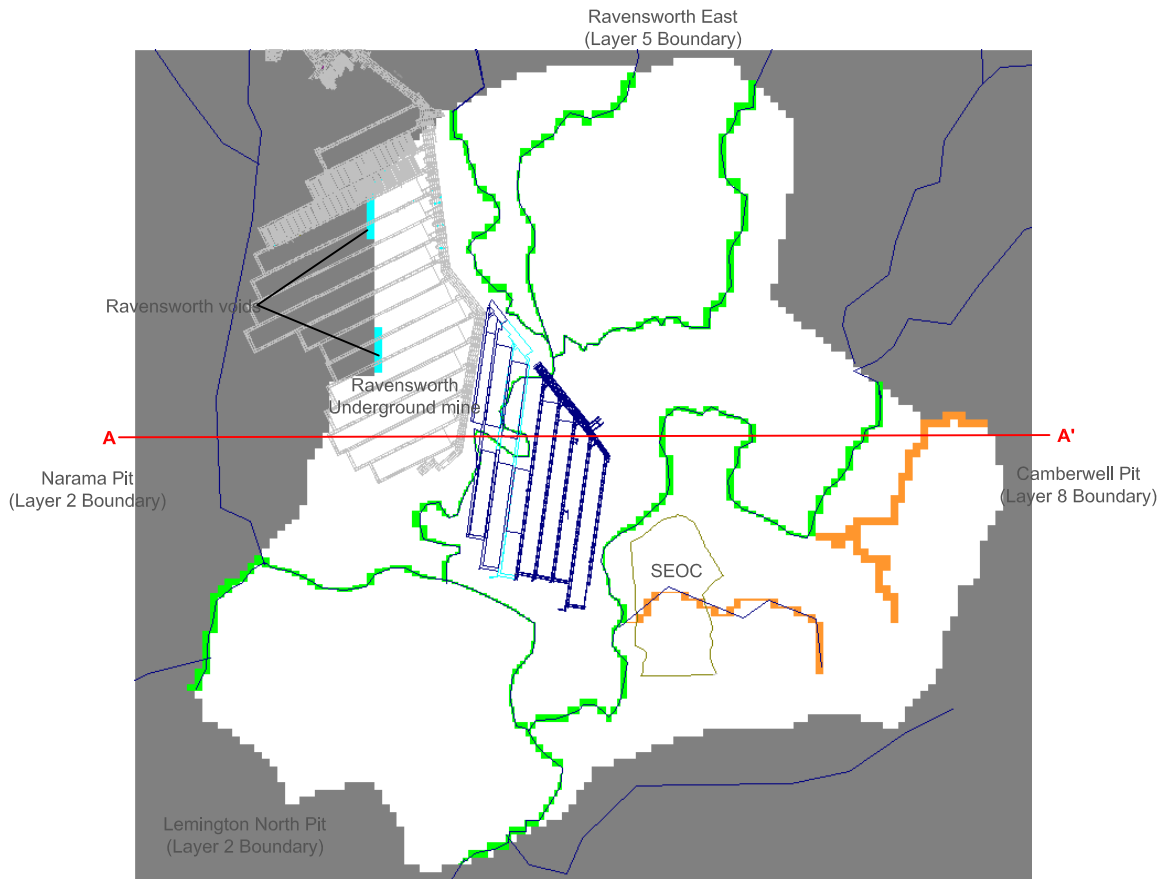 Ravensworth East
(Layer 5 Boundary)
Ravensworth voids
Ravensworth
Underground mine
A
A'
Narama Pit
(Layer 2 Boundary)
Camberwell Pit
(Layer 8 Boundary)
SEOC
Lemington North Pit
(Layer 2 Boundary)